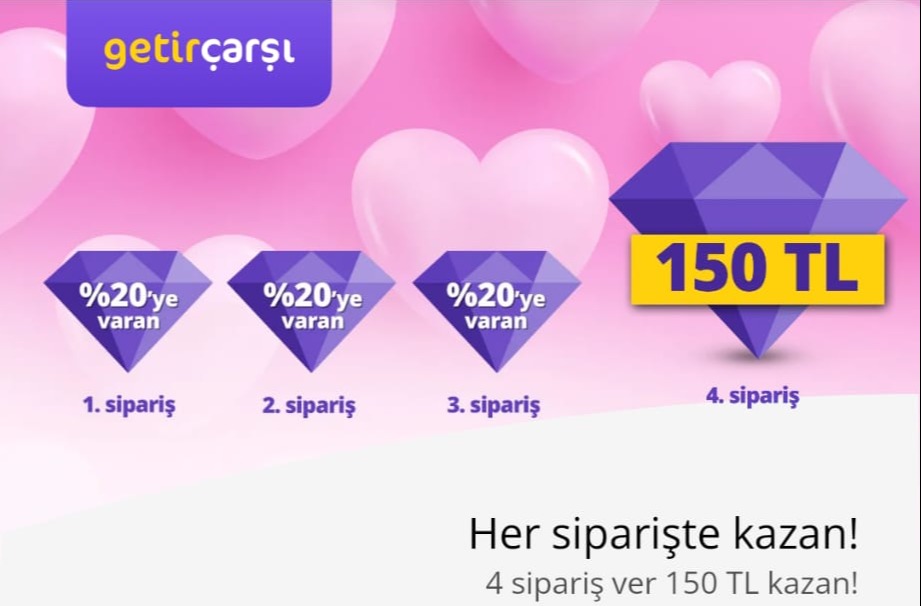 getirçarşı
150 TL
%20'ye
varan
%20'ye
varan
%20'ye
varan
1. sipariş
2. sipariş
3. sipariş
4. sipariş
Her siparişte kazan!
4 sipariş ver 150 TL kazan!